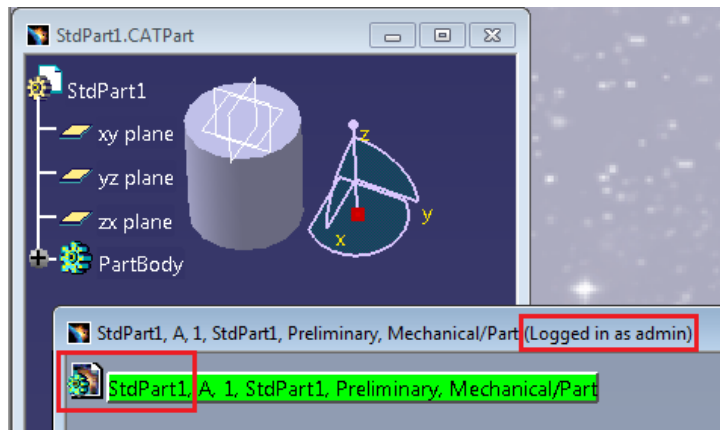 StdPart1.CATPart
StdPart1
xy plane
yz plane
zx plane
PartBody
z
y
x
StdPart1, A, 1, StdPart1, Preliminary, Mechanical/Part (Logged in as admin)
StdPart1, A, 1, StdPart1, Preliminary, Mechanical/Part